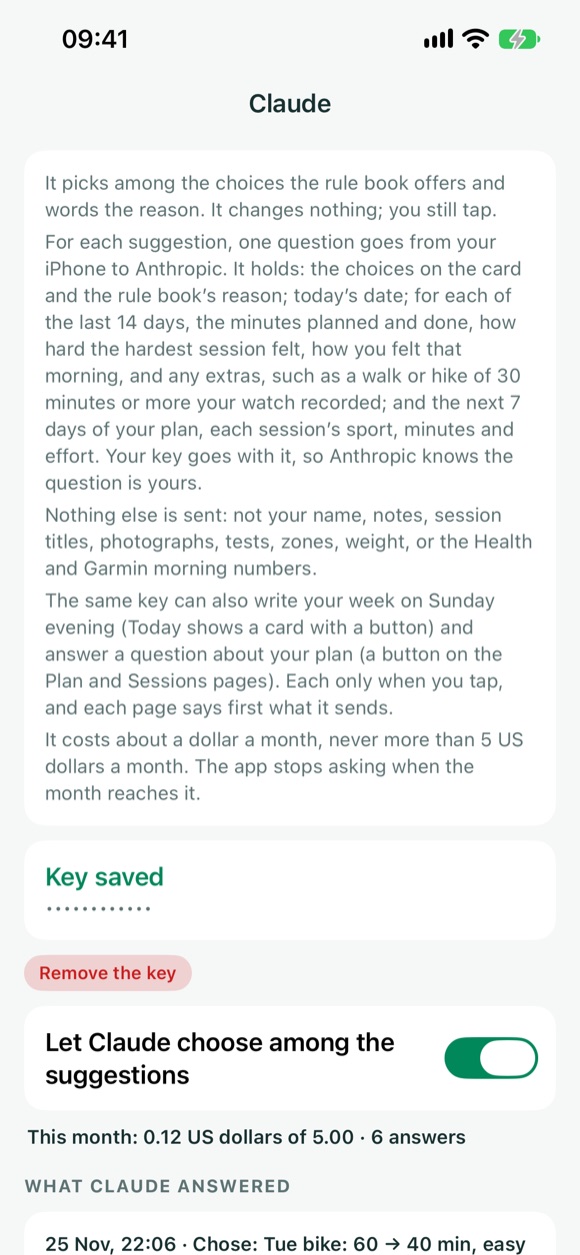 09:41
Claude
It picks among the choices the rule book offers and
words the reason. It changes nothing; you still tap.
For each suggestion, one question goes from your
iPhone to Anthropic. It holds: the choices on the card
and the rule book’s reason; today’s date; for each of
the last 14 days, the minutes planned and done, how
hard the hardest session felt, how you felt that
morning, and any extras, such as a walk or hike of 30
minutes or more your watch recorded; and the next 7
days of your plan, each session’s sport, minutes and
effort. Your key goes with it, so Anthropic knows the
question is yours.
Nothing else is sent: not your name, notes, session
titles, photographs, tests, zones, weight, or the Health
and Garmin morning numbers.
The same key can also write your week on Sunday
evening (Today shows a card with a button) and
answer a question about your plan (a button on the
Plan and Sessions pages). Each only when you tap,
and each page says first what it sends.
It costs about a dollar a month, never more than 5 US
dollars a month. The app stops asking when the
month reaches it.
Key saved
............
Remove the key
Let Claude choose among the
suggestions
This month: 0.12 US dollars of 5.00 · 6 answers
WHAT CLAUDE ANSWERED
25 Nov, 22:06 · Chose: Tue bike: 60 → 40 min, easy